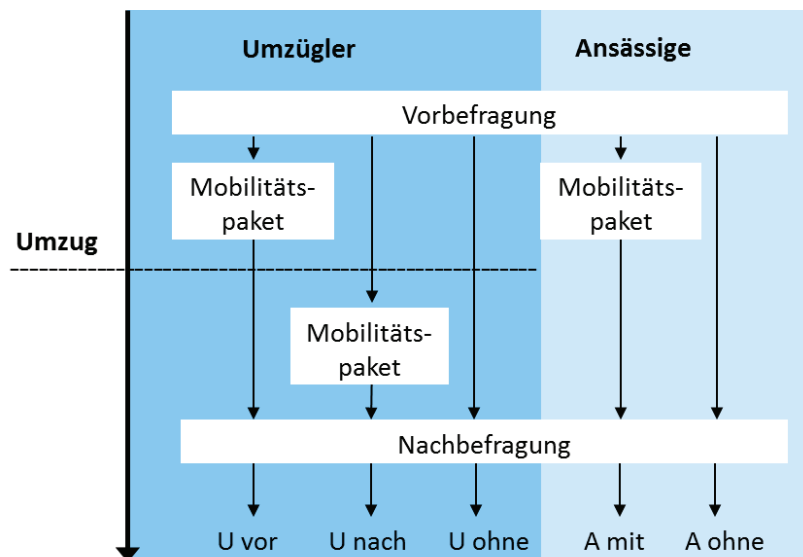 Umzügler
Ansässige
Vorbefragung
Mobilitäts-
paket
Mobilitäts-
paket
Umzug
Mobilitäts-
paket
Nachbefragung
U vor
U nach
U ohne
A mit
A ohne